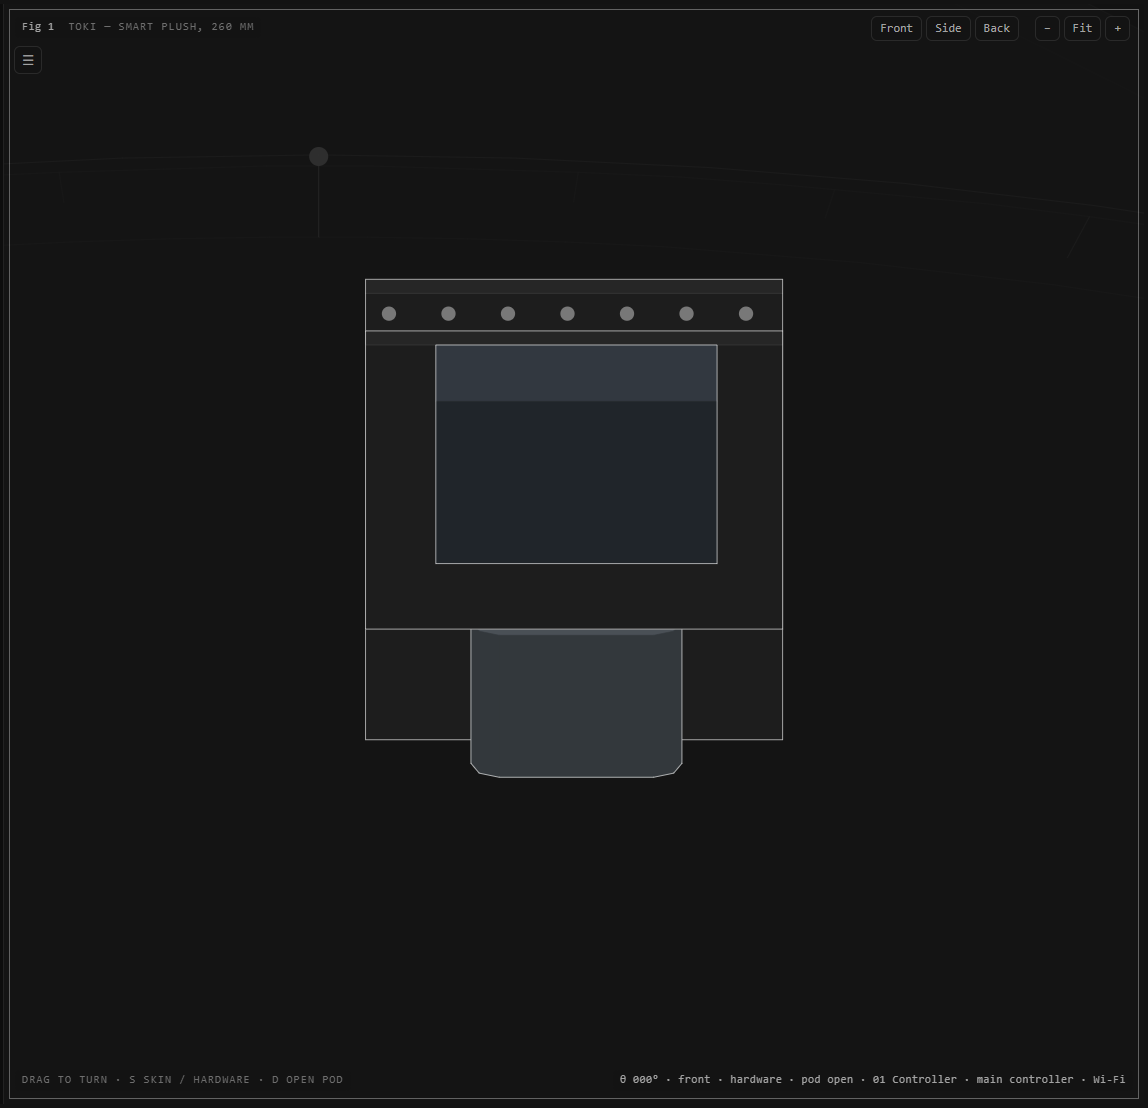 Fig 1 TOKI — SMART PLUSH, 260 MM
Front Side Back − Fit +
DRAG TO TURN · S SKIN / HARDWARE · D OPEN POD
θ 000° · front · hardware · pod open · 01 Controller · main controller · Wi-Fi